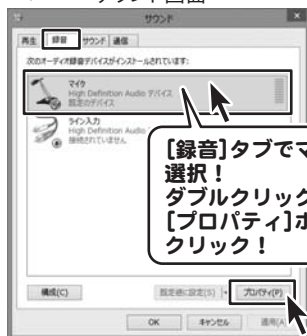 サウンド
再生 録音 サウンド 通信
次のオーディオ録音デバイスがインストールされています:
マイク
High Definition Audio デバイス
既定のデバイス
ライン入力
High Definition Audio
接続されていません
[録音]タブでマ
選択！
ダブルクリック
[プロパティ]ボ
クリック！
構成(C) 既定値に設定(S) プロパティ(P)
OK キャンセル 適用(A)